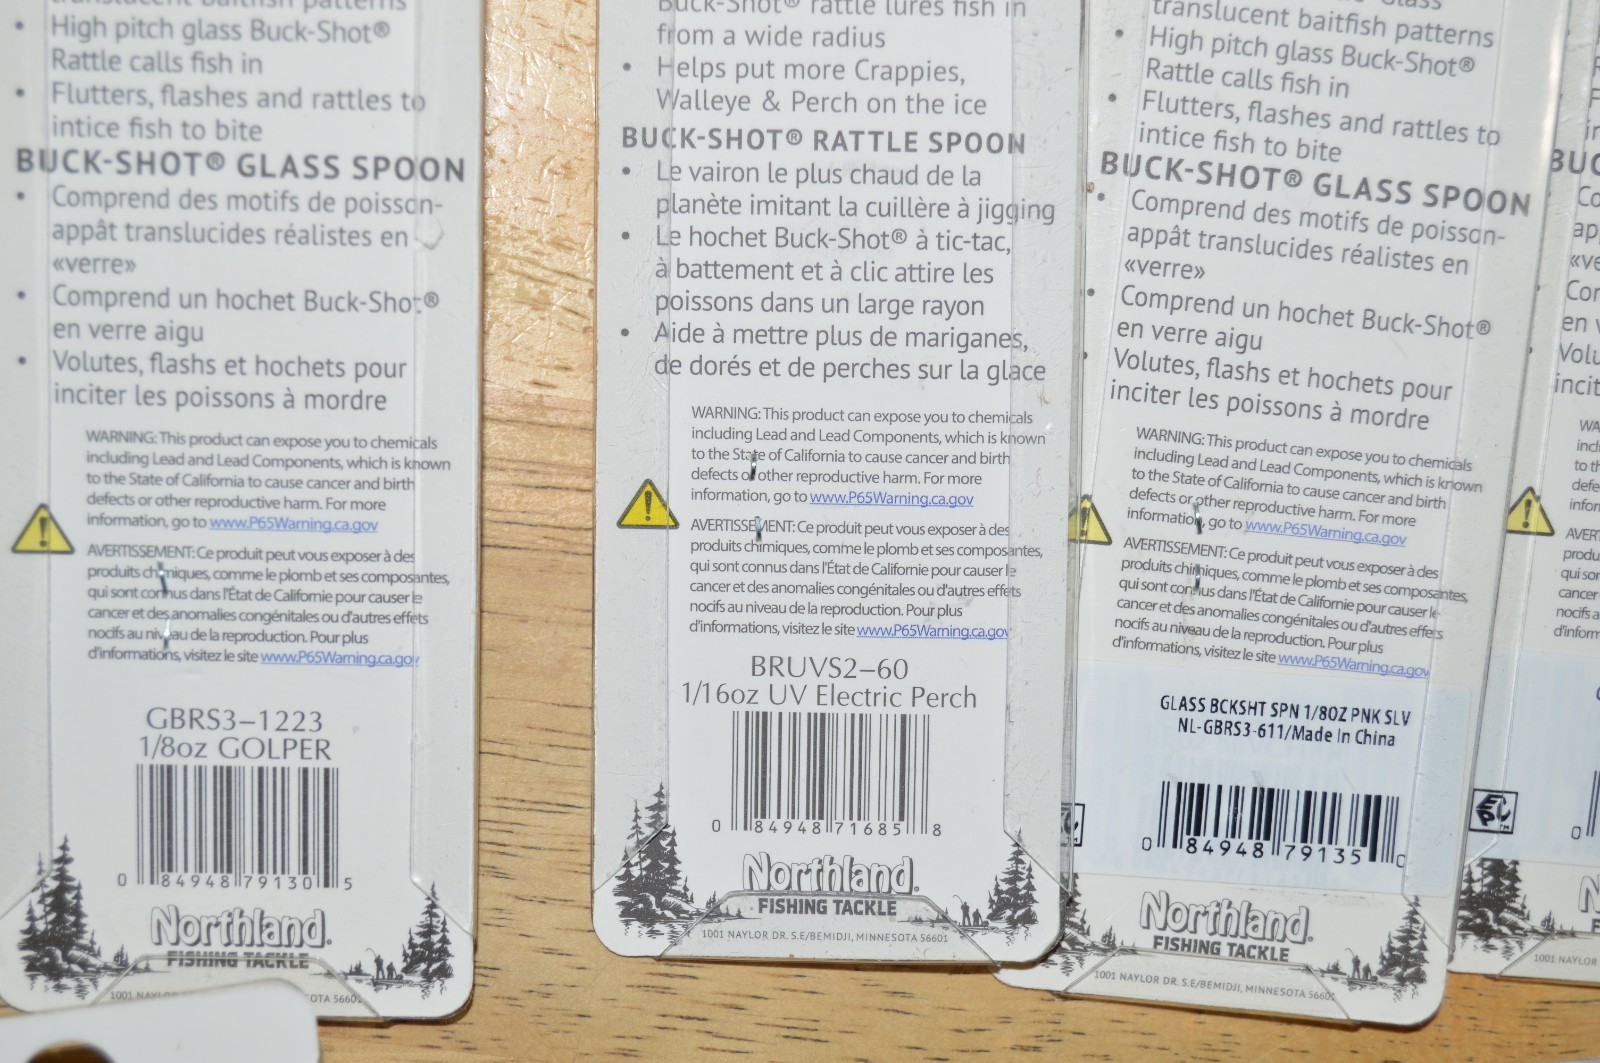 translucent baitfish patterns
• High pitch glass Buck-Shot®
Rattle calls fish in
• Flutters, flashes and rattles to
intice fish to bite
BUCK-SHOT® GLASS SPOON
• Comprend des motifs de poisson-
appât translucides réalistes en
«verre»
• Comprend un hochet Buck-Shot®
en verre aigu
• Volutes, flashs et hochets pour
inciter les poissons à mordre
WARNING: This product can expose you to chemicals
including Lead and Lead Components, which is known
to the State of California to cause cancer and birth
defects or other reproductive harm. For more
information, go to www.P65Warning.ca.gov
AVERTISSEMENT: Ce produit peut vous exposer à des
produits chimiques, comme le plomb et ses composantes,
qui sont connus dans l'État de Californie pour causer le
cancer et des anomalies congénitales ou d'autres effets
nocifs au niveau de la reproduction. Pour plus
d'informations, visitez le site www.P65Warning.ca.gov
GBRS3-1223
1/8oz GOLPER
0 84948 79130 5
Northland
FISHING TACKLE
1001 NAYLOR OTA 5660
Buck-Shot® rattle lures fish in
from a wide radius
• Helps put more Crappies,
Walleye & Perch on the ice
BUCK-SHOT® RATTLE SPOON
• Le vairon le plus chaud de la
planète imitant la cuillère à jigging
• Le hochet Buck-Shot® à tic-tac,
à battement et à clic attire les
poissons dans un large rayon
• Aide à mettre plus de mariganes,
de dorés et de perches sur la glace
WARNING: This product can expose you to chemicals
including Lead and Lead Components, which is known
to the State of California to cause cancer and birth
defects or other reproductive harm. For more
information, go to www.P65Warning.ca.gov
AVERTISSEMENT: Ce produit peut vous exposer à des
produits chimiques, comme le plomb et ses composantes,
qui sont connus dans l'État de Californie pour causer le
cancer et des anomalies congénitales ou d'autres effets
nocifs au niveau de la reproduction. Pour plus
d'informations, visitez le site www.P65Warning.ca.gov
BRUVS2-60
1/16oz UV Electric Perch
0 84948 71685 8
Northland
FISHING TACKLE
1001 NAYLOR DR. S.E/BEMIDJI, MINNESOTA 56601
translucent baitfish patterns
• High pitch glass Buck-Shot®
Rattle calls fish in
• Flutters, flashes and rattles to
intice fish to bite
BUCK-SHOT® GLASS SPOON
• Comprend des motifs de poisson-
appât translucides réalistes en
«verre»
• Comprend un hochet Buck-Shot®
en verre aigu
• Volutes, flashs et hochets pour
inciter les poissons à mordre
WARNING: This product can expose you to chemicals
including Lead and Lead Components, which is known
to the State of California to cause cancer and birth
defects or other reproductive harm. For more
information, go to www.P65Warning.ca.gov
AVERTISSEMENT: Ce produit peut vous exposer à des
produits chimiques, comme le plomb et ses composantes,
qui sont connus dans l'État de Californie pour causer le
cancer et des anomalies congénitales ou d'autres effets
nocifs au niveau de la reproduction. Pour plus
d'informations, visitez le site www.P65Warning.ca.gov
GLASS BCKSHT SPN 1/8OZ PNK SLV
NL-GBRS3-611/Made In China
0 84948 79135 0
Northland
FISHING TACKLE
1001 NAYLOR DR. S.E/BEMIDJI, MINNESOTA 5660
1001 NAYLOR